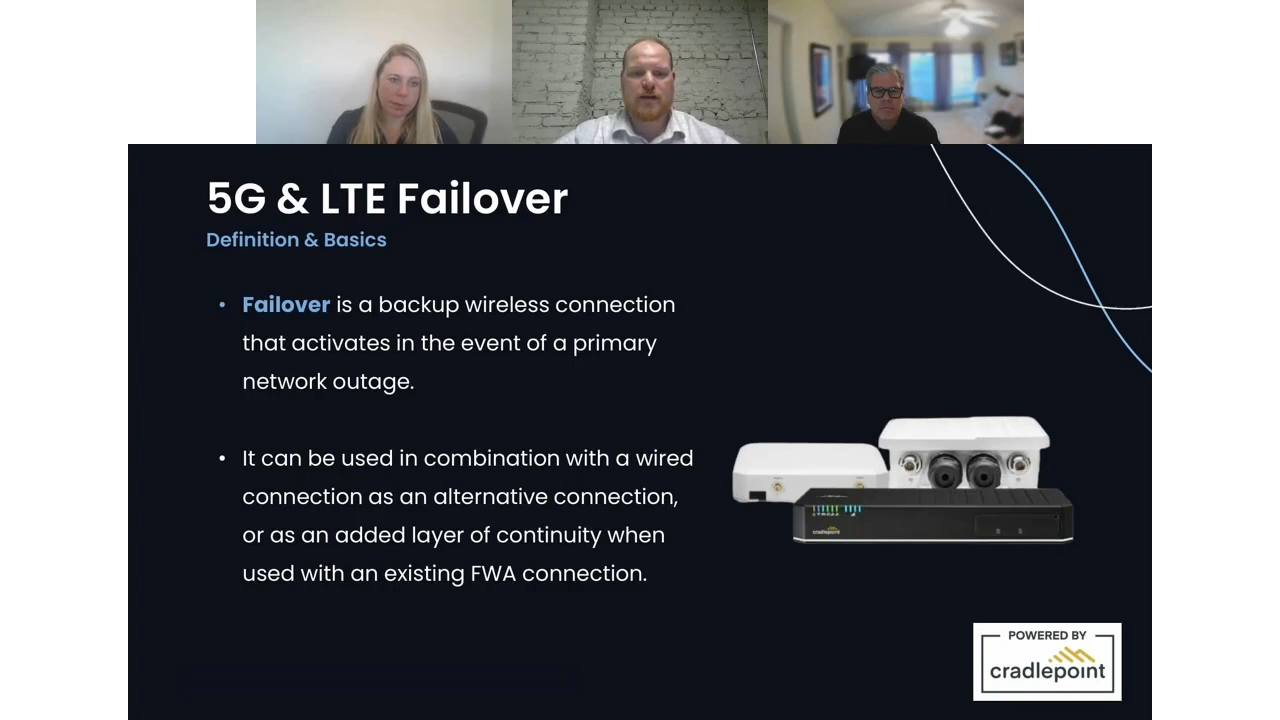 5G & LTE Failover
Definition & Basics
• Failover is a backup wireless connection
that activates in the event of a primary
network outage.
• It can be used in combination with a wired
connection as an alternative connection,
or as an added layer of continuity when
used with an existing FWA connection.
cradlepoint
POWERED BY
cradlepoint